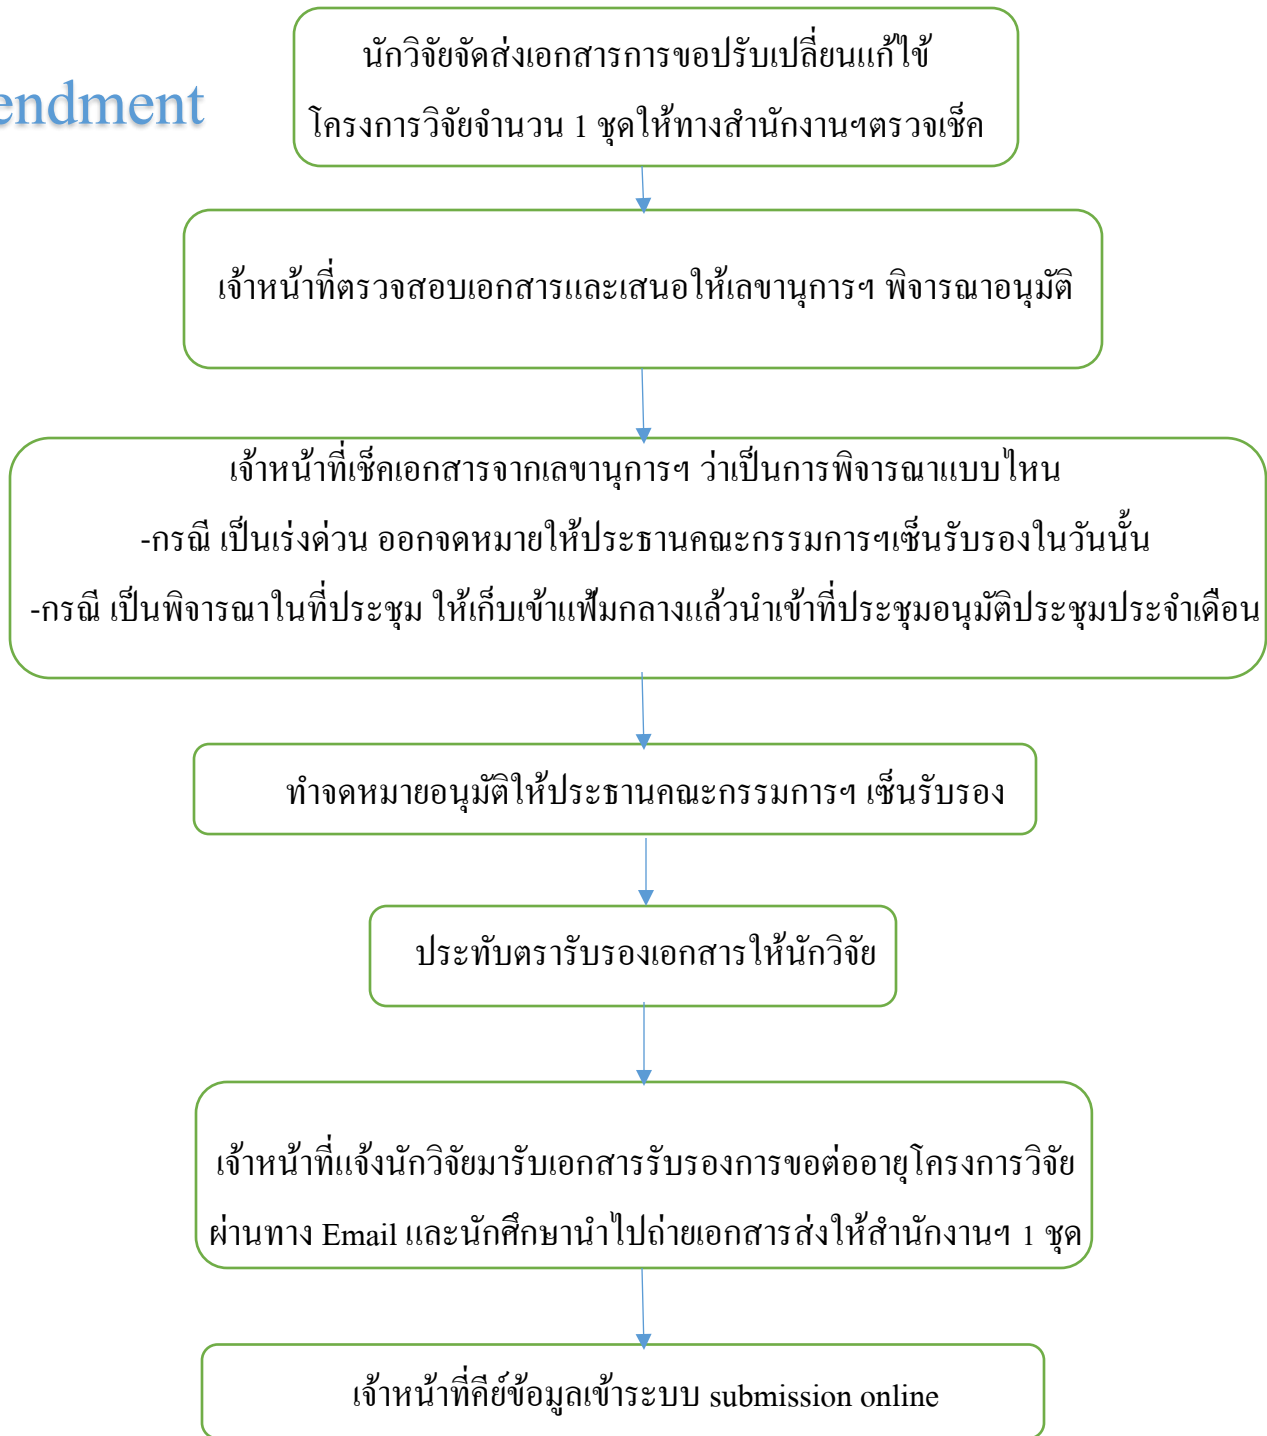 นักวิจัยจัดส่งเอกสารการขอปรับเปลี่ยนแก้ไข้
endment
โครงการวิจัยจำนวน 1 ชุดให้ทางสำนักงานฯตรวจเช็ค
เจ้าหน้าที่ตรวจสอบเอกสารและเสนอให้เลขานุการฯ พิจารณาอนุมัติ
เจ้าหน้าที่เช็คเอกสารจากเลขานุการฯ ว่าเป็นการพิจารณาแบบไหน
-กรณี เป็นเร่งด่วน ออกจดหมายให้ประธานคณะกรรมการฯเซ็นรับรองในวันนั้น
-กรณี เป็นพิจารณาในที่ประชุม ให้เก็บเข้าแฟ้มกลางแล้วนำเข้าที่ประชุมอนุมัติประชุมประจำเดือน
ทำจดหมายอนุมัติให้ประธานคณะกรรมการฯ เซ็นรับรอง
ประทับตรารับรองเอกสารให้นักวิจัย
เจ้าหน้าที่แจ้งนักวิจัยมารับเอกสารรับรองการขอต่ออายุโครงการวิจัย
ผ่านทาง Email และนักศึกษานำไปถ่ายเอกสารส่งให้สำนักงานฯ 1 ชุด
เจ้าหน้าที่คีย์ข้อมูลเข้าระบบ submission online